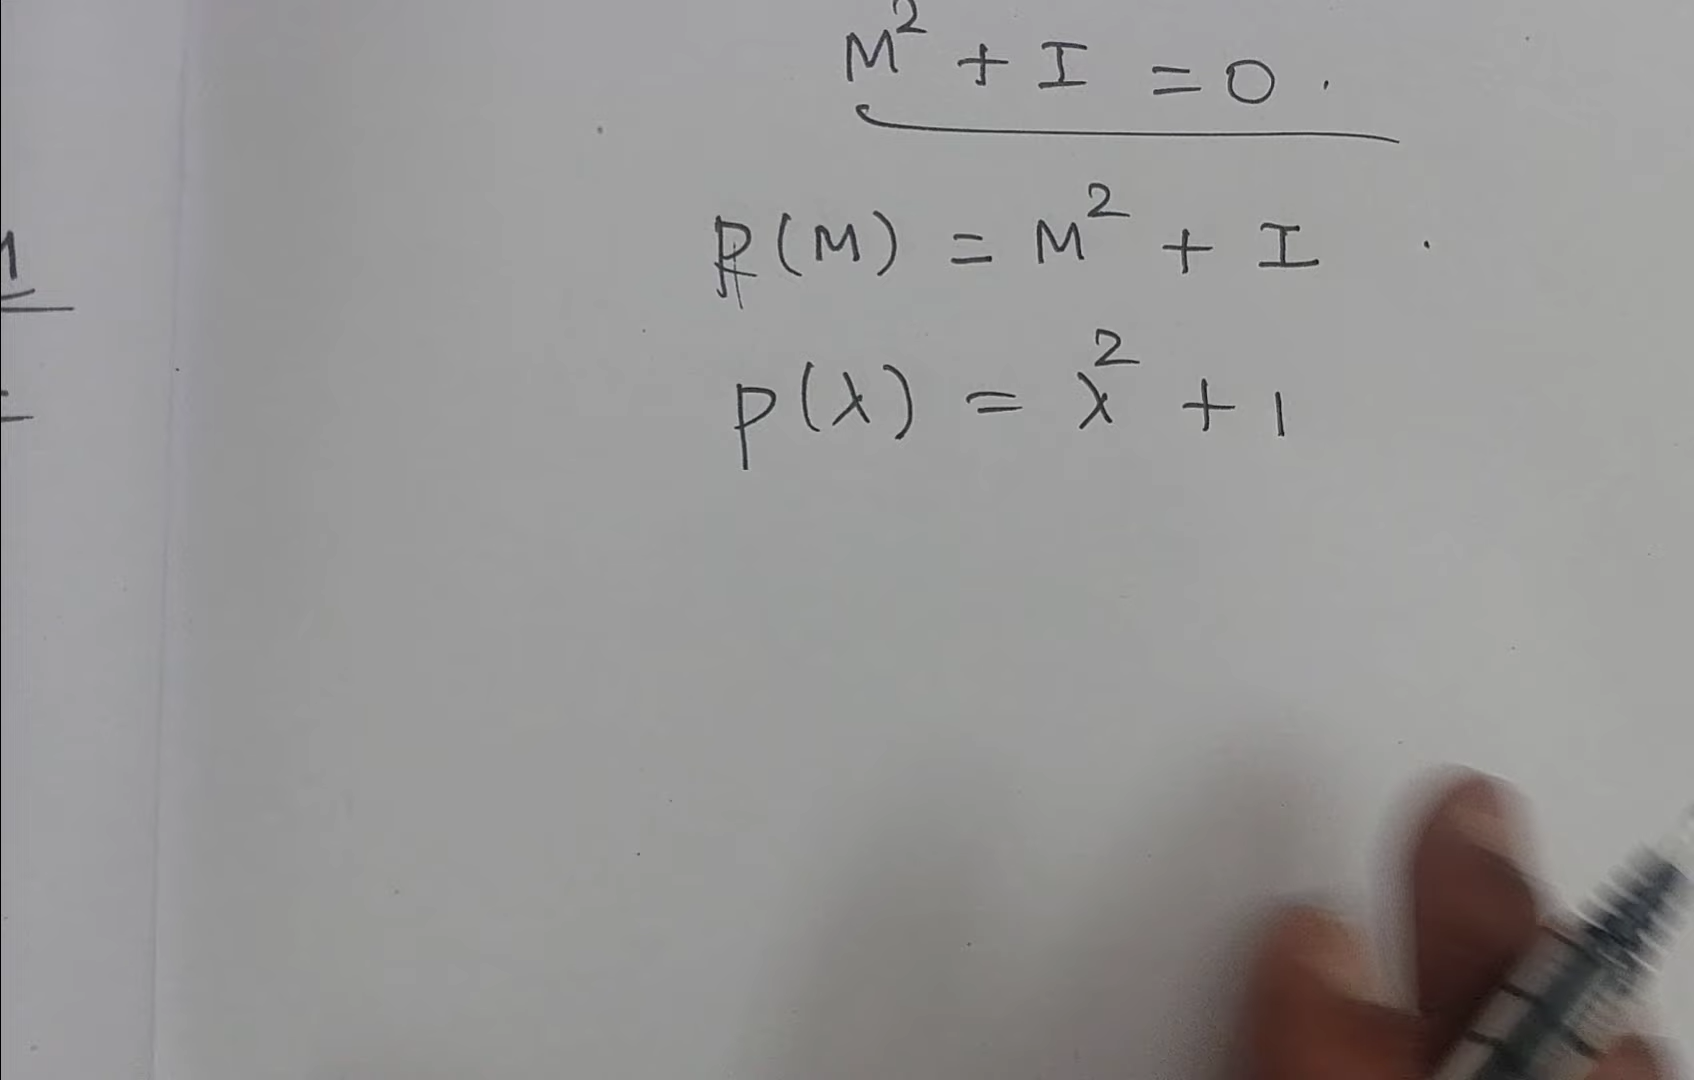 M² + I = 0 .
P(M) = M² + I .
p(λ) = λ² + 1